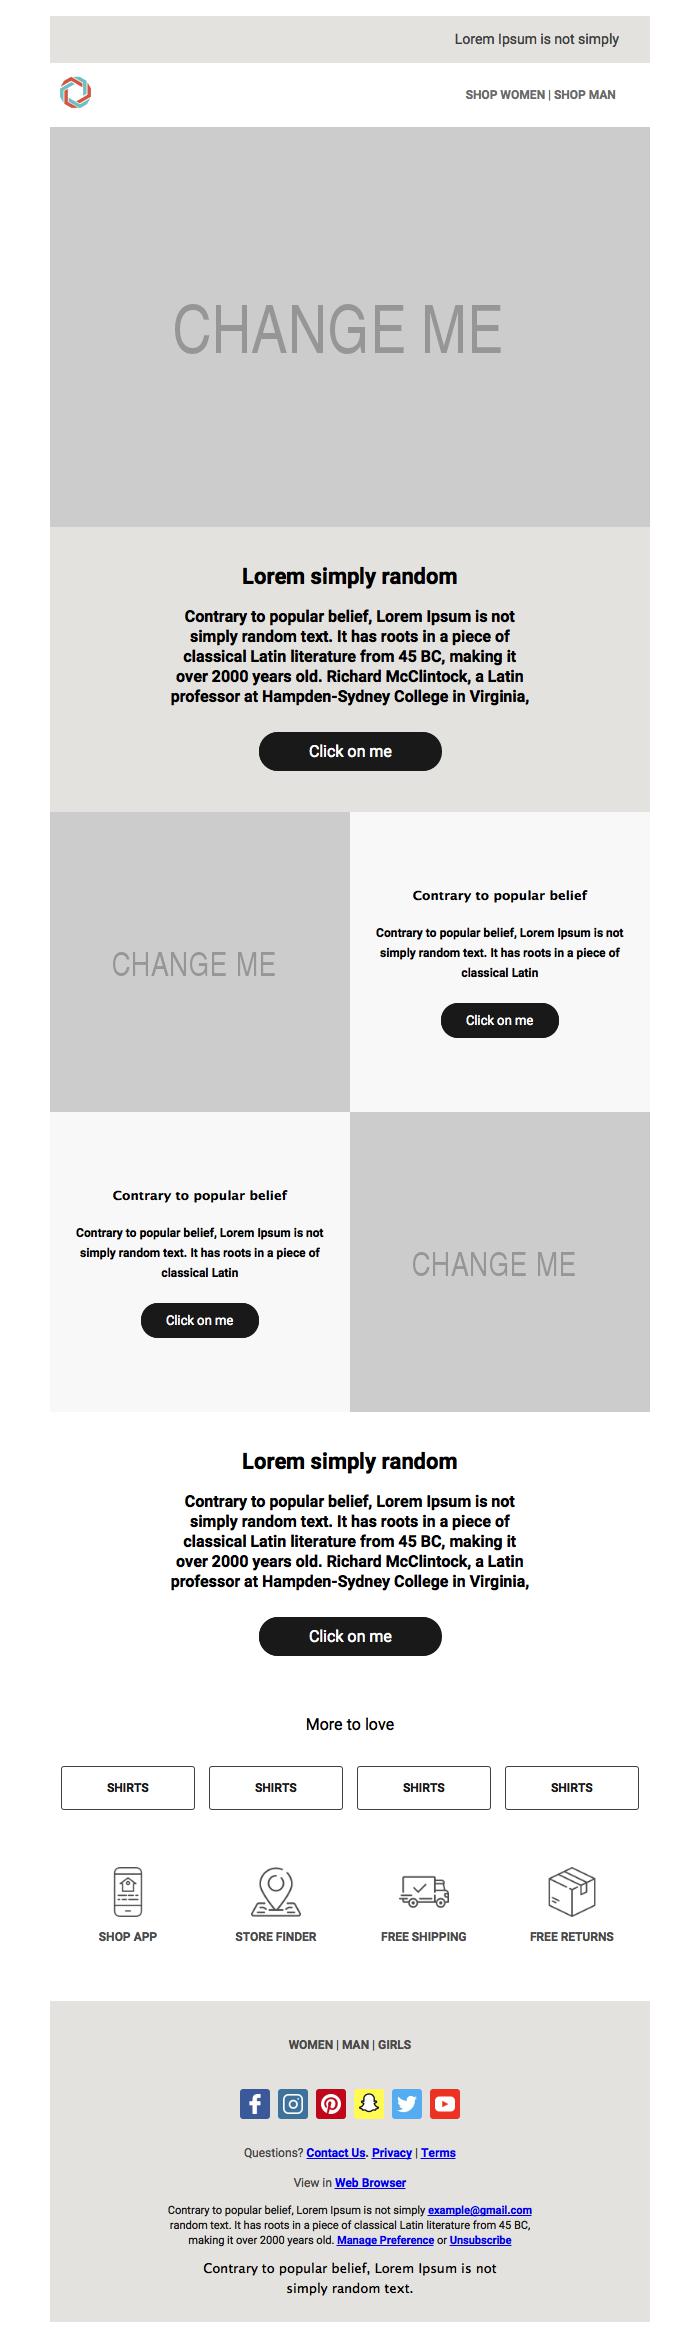 Lorem Ipsum is not simply
SHOP WOMEN | SHOP MAN
CHANGE ME
Lorem simply random
Contrary to popular belief, Lorem Ipsum is not
simply random text. It has roots in a piece of
classical Latin literature from 45 BC, making it
over 2000 years old. Richard McClintock, a Latin
professor at Hampden-Sydney College in Virginia,
Click on me
CHANGE ME
Contrary to popular belief
Contrary to popular belief, Lorem Ipsum is not
simply random text. It has roots in a piece of
classical Latin
Click on me
Contrary to popular belief
Contrary to popular belief, Lorem Ipsum is not
simply random text. It has roots in a piece of
classical Latin
Click on me
CHANGE ME
Lorem simply random
Contrary to popular belief, Lorem Ipsum is not
simply random text. It has roots in a piece of
classical Latin literature from 45 BC, making it
over 2000 years old. Richard McClintock, a Latin
professor at Hampden-Sydney College in Virginia,
Click on me
More to love
SHIRTS SHIRTS SHIRTS SHIRTS
SHOP APP STORE FINDER FREE SHIPPING FREE RETURNS
WOMEN | MAN | GIRLS
Questions? Contact Us. Privacy | Terms
View in Web Browser
Contrary to popular belief, Lorem Ipsum is not simply example@gmail.com
random text. It has roots in a piece of classical Latin literature from 45 BC,
making it over 2000 years old. Manage Preference or Unsubscribe
Contrary to popular belief, Lorem Ipsum is not
simply random text.